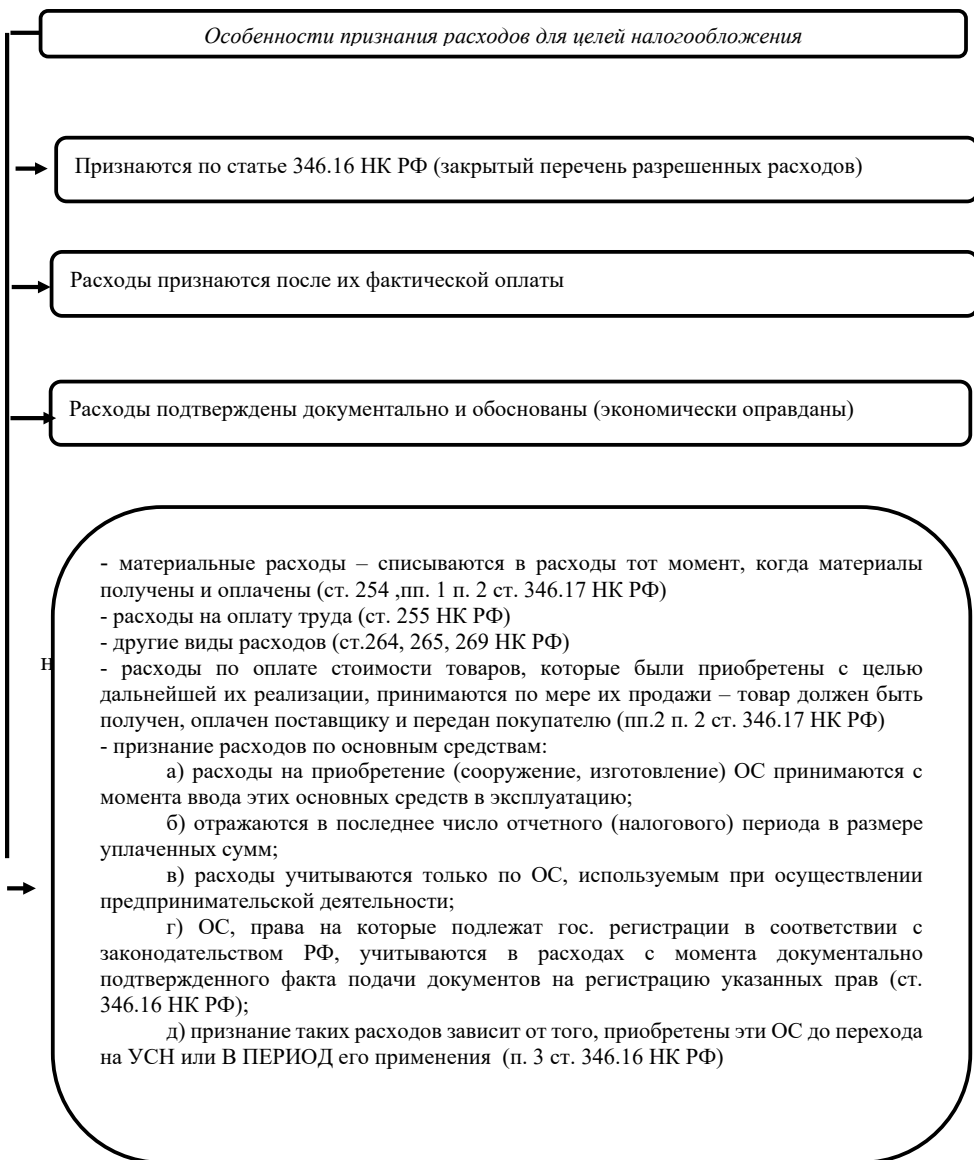 Особенности признания расходов для целей налогообложения
Признаются по статье 346.16 НК РФ (закрытый перечень разрешенных расходов)
Расходы признаются после их фактической оплаты
Расходы подтверждены документально и обоснованы (экономически оправданы)
- материальные расходы – списываются в расходы тот момент, когда материалы
получены и оплачены (ст. 254 ,пп. 1 п. 2 ст. 346.17 НК РФ)
- расходы на оплату труда (ст. 255 НК РФ)
- другие виды расходов (ст.264, 265, 269 НК РФ)
н
- расходы по оплате стоимости товаров, которые были приобретены с целью
дальнейшей их реализации, принимаются по мере их продажи – товар должен быть
получен, оплачен поставщику и передан покупателю (пп.2 п. 2 ст. 346.17 НК РФ)
- признание расходов по основным средствам:
а) расходы на приобретение (сооружение, изготовление) ОС принимаются с
момента ввода этих основных средств в эксплуатацию;
б) отражаются в последнее число отчетного (налогового) периода в размере
уплаченных сумм;
в) расходы учитываются только по ОС, используемым при осуществлении
предпринимательской деятельности;
г) ОС, права на которые подлежат гос. регистрации в соответствии с
законодательством РФ, учитываются в расходах с момента документально
подтвержденного факта подачи документов на регистрацию указанных прав (ст.
346.16 НК РФ);
д) признание таких расходов зависит от того, приобретены эти ОС до перехода
на УСН или В ПЕРИОД его применения (п. 3 ст. 346.16 НК РФ)